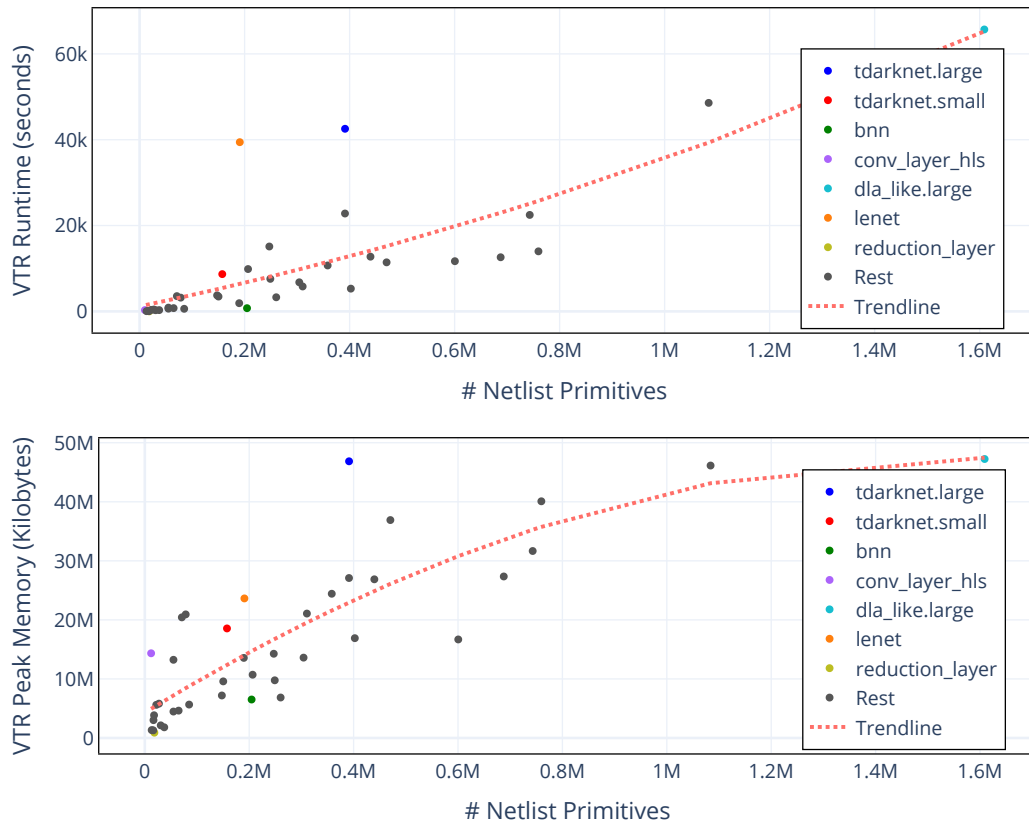 VTR Runtime (seconds)
60k
40k
20k
0
tdarknet.large
tdarknet.small
bnn
conv_layer_hls
dla_like.large
lenet
reduction_layer
Rest
Trendline
0 0.2M 0.4M 0.6M 0.8M 1M 1.2M 1.4M 1.6M
# Netlist Primitives
VTR Peak Memory (Kilobytes)
50M
40M
30M
20M
10M
0
tdarknet.large
tdarknet.small
bnn
conv_layer_hls
dla_like.large
lenet
reduction_layer
Rest
Trendline
0 0.2M 0.4M 0.6M 0.8M 1M 1.2M 1.4M 1.6M
# Netlist Primitives